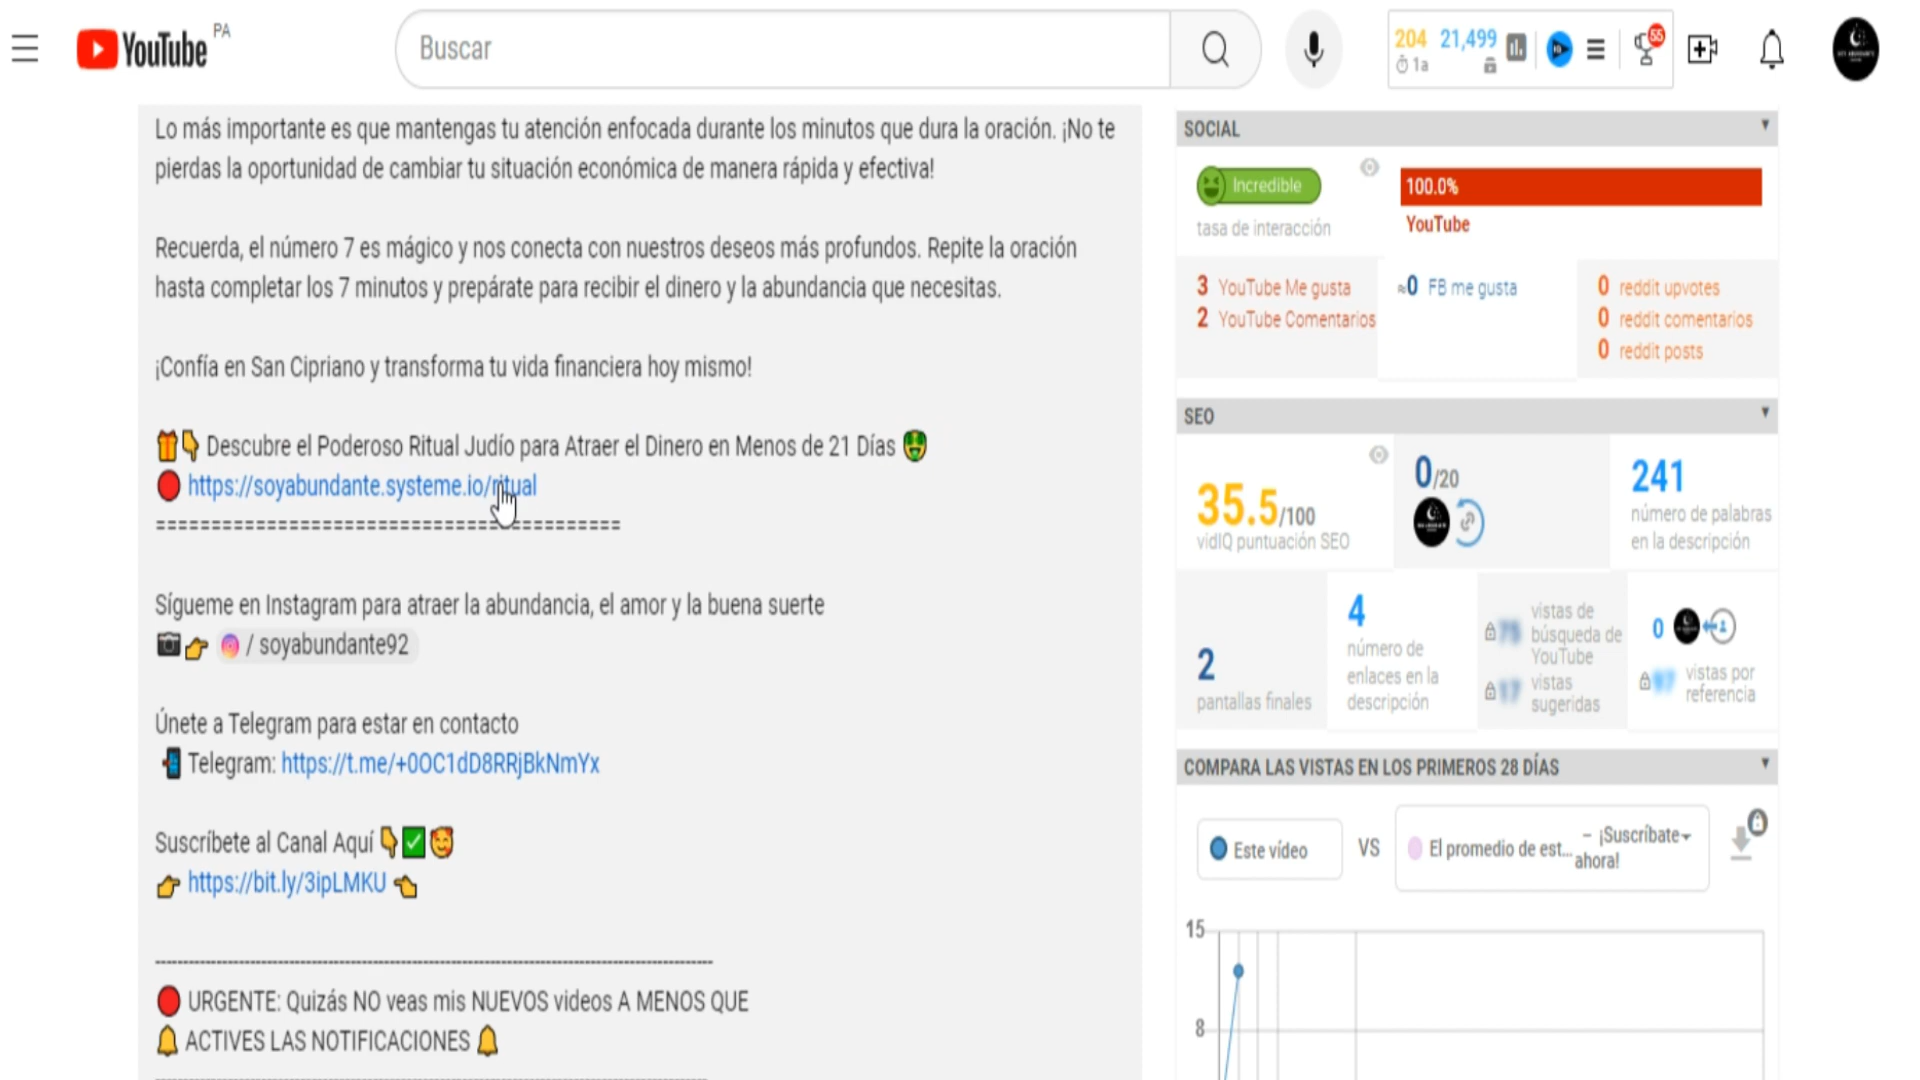 YouTube PA
Buscar
204 21,499 55
1a
Lo más importante es que mantengas tu atención enfocada durante los minutos que dura la oración. ¡No te
pierdas la oportunidad de cambiar tu situación económica de manera rápida y efectiva!
Recuerda, el número 7 es mágico y nos conecta con nuestros deseos más profundos. Repite la oración
hasta completar los 7 minutos y prepárate para recibir el dinero y la abundancia que necesitas.
¡Confía en San Cipriano y transforma tu vida financiera hoy mismo!
Descubre el Poderoso Ritual Judío para Atraer el Dinero en Menos de 21 Días
https://soyabundante.systeme.io/ritual
==========================================
Sígueme en Instagram para atraer la abundancia, el amor y la buena suerte
/ soyabundante92
Únete a Telegram para estar en contacto
Telegram: https://t.me/+0OC1dD8RRjBkNmYx
Suscríbete al Canal Aquí
https://bit.ly/3ipLMKU
URGENTE: Quizás NO veas mis NUEVOS videos A MENOS QUE
ACTIVES LAS NOTIFICACIONES
SOCIAL
Incredible
tasa de interacción
100.0%
YouTube
3 YouTube Me gusta
2 YouTube Comentarios
≈0 FB me gusta
0 reddit upvotes
0 reddit comentarios
0 reddit posts
SEO
35.5/100
vidIQ puntuación SEO
0/20
241
número de palabras
en la descripción
2
pantallas finales
4
número de
enlaces en la
descripción
vistas de
búsqueda de
YouTube
vistas
sugeridas
0
vistas por
referencia
COMPARA LAS VISTAS EN LOS PRIMEROS 28 DÍAS
Este vídeo
VS
El promedio de est... – ¡Suscríbate
ahora!
15
8